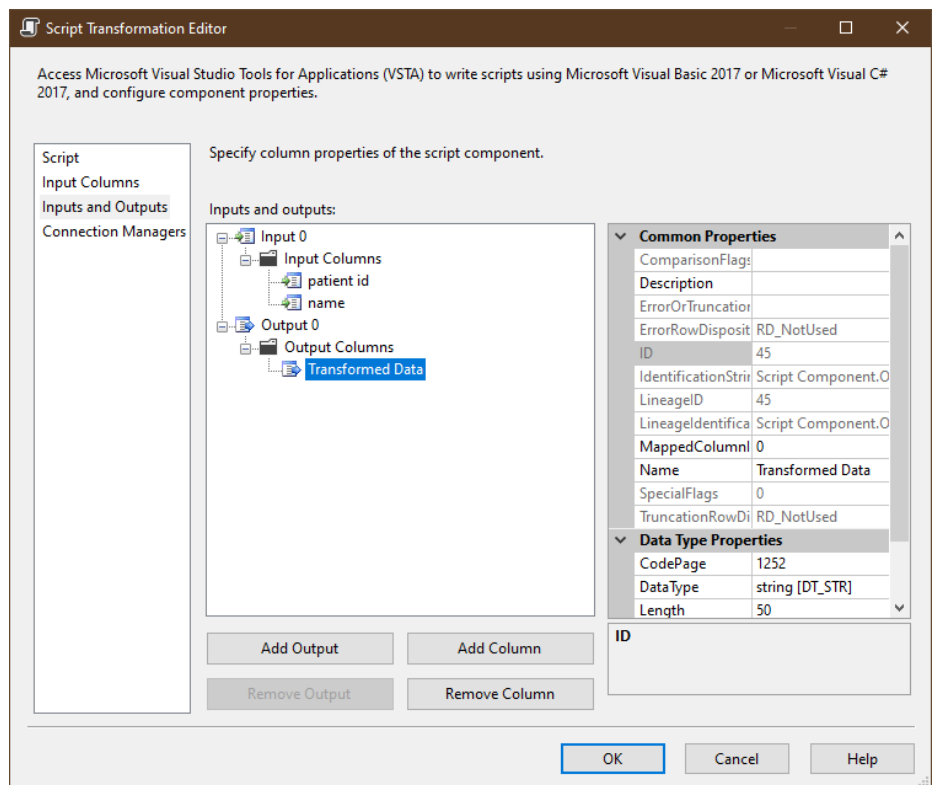 Script Transformation Editor
Access Microsoft Visual Studio Tools for Applications (VSTA) to write scripts using Microsoft Visual Basic 2017 or Microsoft Visual C#
2017, and configure component properties.
Script
Input Columns
Inputs and Outputs
Connection Managers
Specify column properties of the script component.
Inputs and outputs:
Input 0
Input Columns
patient id
name
Output 0
Output Columns
Transformed Data
Common Properties
ComparisonFlags
Description
ErrorOrTruncation
ErrorRowDisposit RD_NotUsed
ID 45
IdentificationStrin Script Component.O
LineageID 45
LineageIdentifica Script Component.O
MappedColumnI 0
Name Transformed Data
SpecialFlags 0
TruncationRowDi RD_NotUsed
Data Type Properties
CodePage 1252
DataType string [DT_STR]
Length 50
ID
Add Output Add Column
Remove Output Remove Column
OK Cancel Help